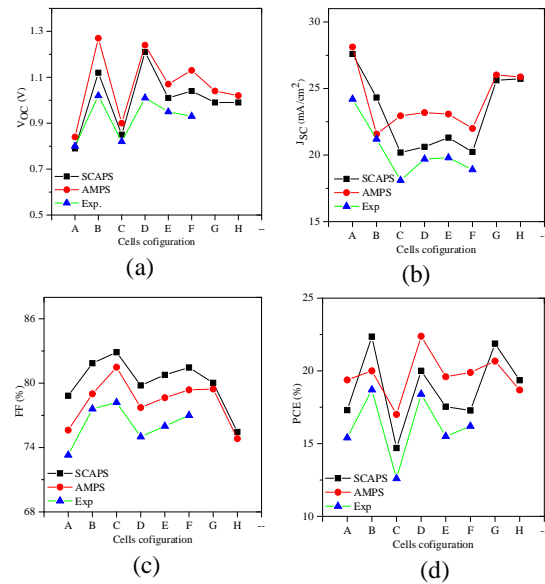 1.3
1.1
0.9
0.7
0.5
V_OC (V)
SCAPS
AMPS
Exp.
A B C D E F G H --
Cells cofiguration
(a)
30
25
20
15
J_SC (mA/cm²)
SCAPS
AMPS
Exp
A B C D E F G H --
Cells cofiguration
(b)
86
80
74
68
FF (%)
SCAPS
AMPS
Exp
A B C D E F G H --
Cells cofiguration
(c)
25
20
15
10
PCE (%)
SCAPS
AMPS
Exp
A B C D E F G H --
Cells cofiguration
(d)